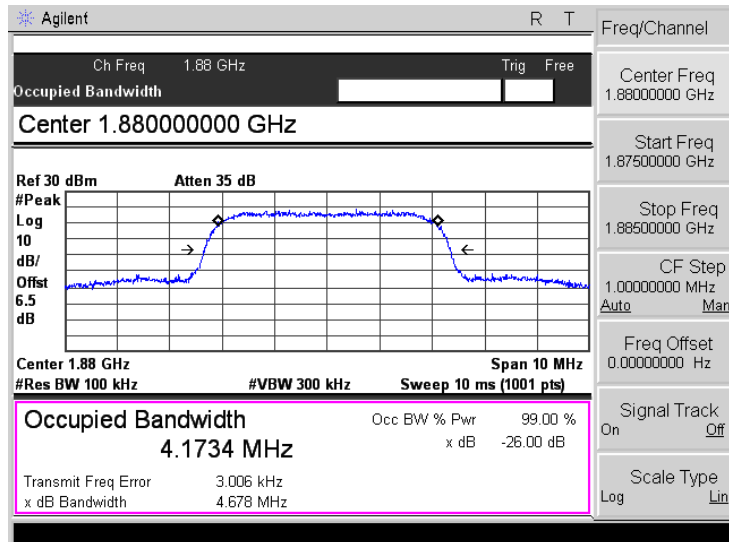 Agilent R T
Ch Freq 1.88 GHz Trig Free
Occupied Bandwidth
Center 1.880000000 GHz
Ref 30 dBm Atten 35 dB
#Peak
Log
10
dB/
Offst
6.5
dB
Center 1.88 GHz Span 10 MHz
#Res BW 100 kHz #VBW 300 kHz Sweep 10 ms (1001 pts)
Occupied Bandwidth Occ BW % Pwr 99.00 %
4.1734 MHz x dB -26.00 dB
Transmit Freq Error 3.006 kHz
x dB Bandwidth 4.678 MHz
Freq/Channel
Center Freq
1.88000000 GHz
Start Freq
1.87500000 GHz
Stop Freq
1.88500000 GHz
CF Step
1.00000000 MHz
Auto Man
Freq Offset
0.00000000 Hz
Signal Track
On Off
Scale Type
Log Lin